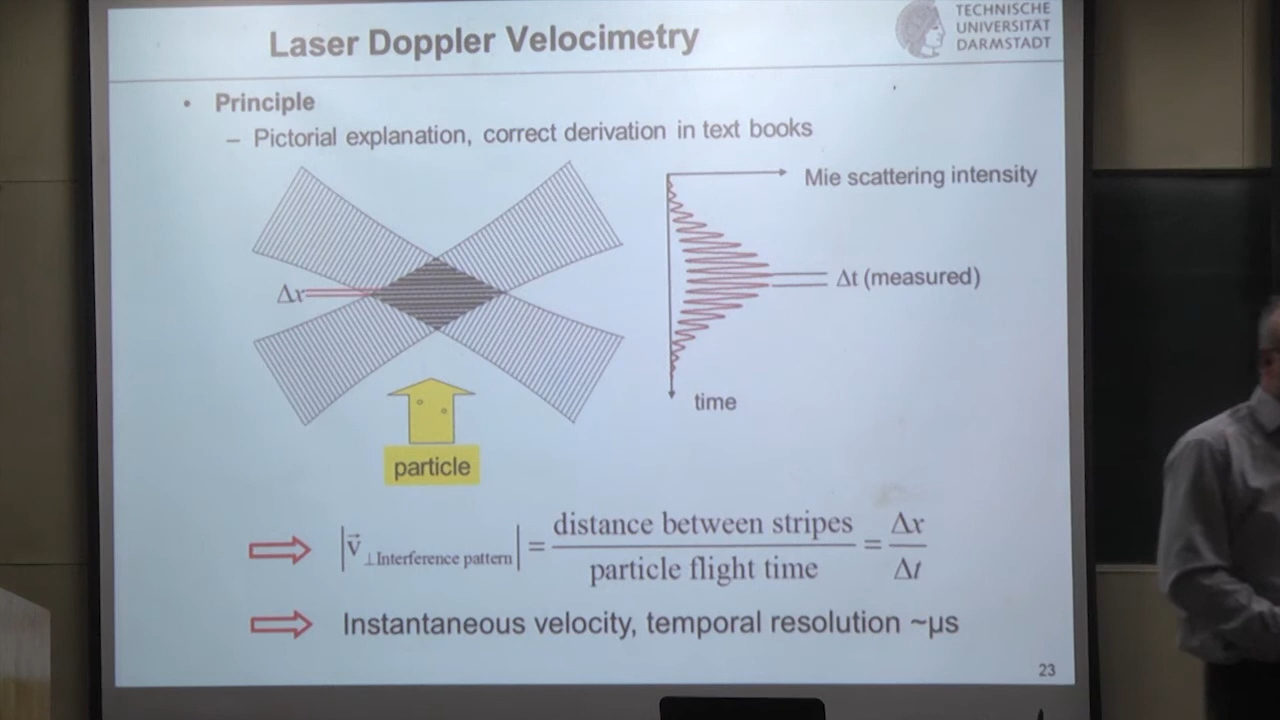 Laser Doppler Velocimetry
TECHNISCHE
UNIVERSITÄT
DARMSTADT
• Principle
– Pictorial explanation, correct derivation in text books
Mie scattering intensity
Δx
Δt (measured)
time
particle
|v⃗ ⊥Interference pattern| = distance between stripes / particle flight time = Δx / Δt
Instantaneous velocity, temporal resolution ~µs
23